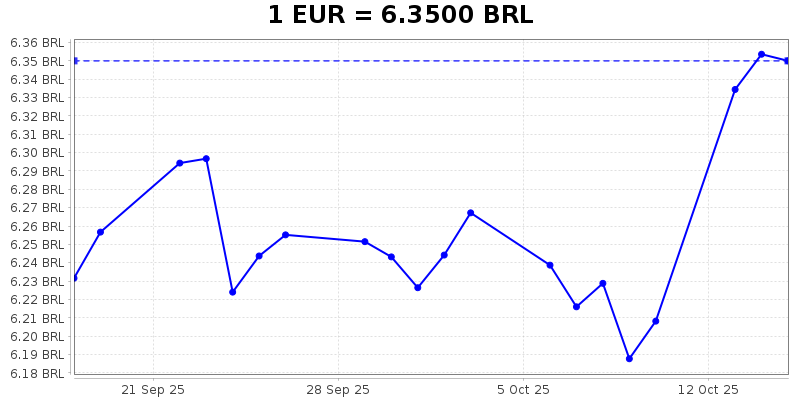 1 EUR = 6.3500 BRL
6.36 BRL
6.35 BRL
6.34 BRL
6.33 BRL
6.32 BRL
6.31 BRL
6.30 BRL
6.29 BRL
6.28 BRL
6.27 BRL
6.26 BRL
6.25 BRL
6.24 BRL
6.23 BRL
6.22 BRL
6.21 BRL
6.20 BRL
6.19 BRL
6.18 BRL
21 Sep 25
28 Sep 25
5 Oct 25
12 Oct 25